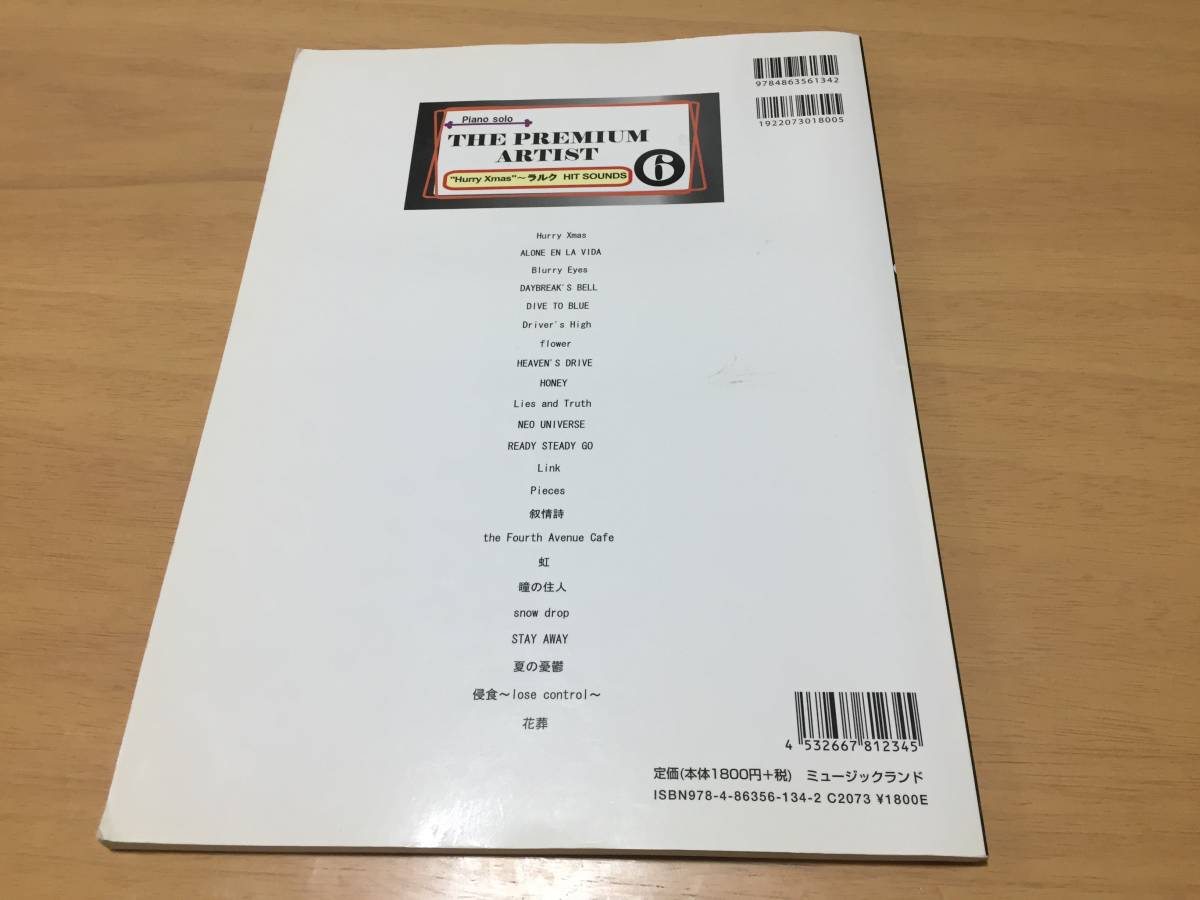 9784863561342
1922073018005
Piano solo
THE PREMIUM
ARTIST
6
"Hurry Xmas"～ラルク HIT SOUNDS
Hurry Xmas
ALONE EN LA VIDA
Blurry Eyes
DAYBREAK'S BELL
DIVE TO BLUE
Driver's High
flower
HEAVEN'S DRIVE
HONEY
Lies and Truth
NEO UNIVERSE
READY STEADY GO
Link
Pieces
叙情詩
the Fourth Avenue Cafe
虹
瞳の住人
snow drop
STAY AWAY
夏の憂鬱
侵食～lose control～
花葬
4 532667 812345
定価(本体1800円+税) ミュージックランド
ISBN978-4-86356-134-2 C2073 ¥1800E